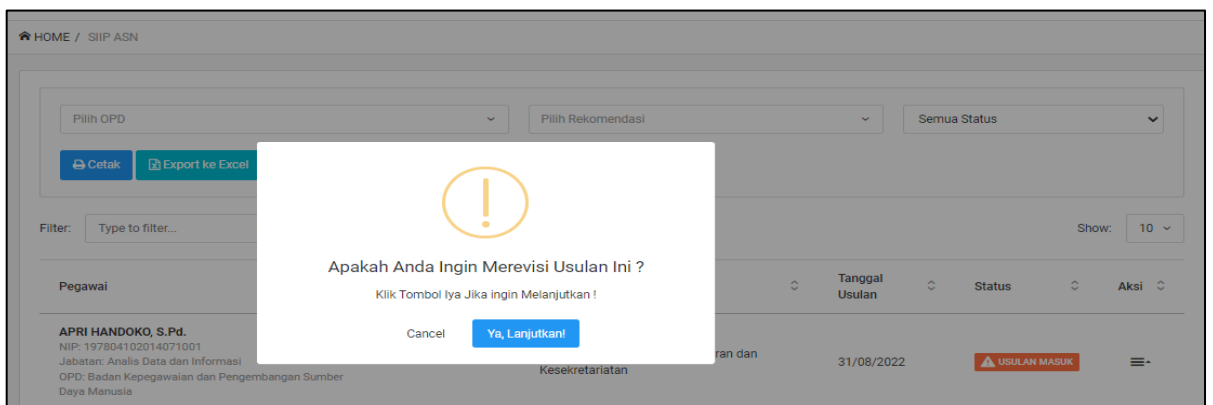 HOME / SIIP ASN
Pilih OPD
Pilih Rekomendasi
Semua Status
Cetak
Export ke Excel
Filter:
Type to filter...
Show:
10
Apakah Anda Ingin Merevisi Usulan Ini ?
Klik Tombol Iya Jika ingin Melanjutkan !
Cancel
Ya, Lanjutkan!
Pegawai
Tanggal
Usulan
Status
Aksi
APRI HANDOKO, S.Pd.
NIP: 197804102014071001
Jabatan: Analis Data dan Informasi
OPD: Badan Kepegawaian dan Pengembangan Sumber
Daya Manusia
dan
Kesekretariatan
31/08/2022
USULAN MASUK